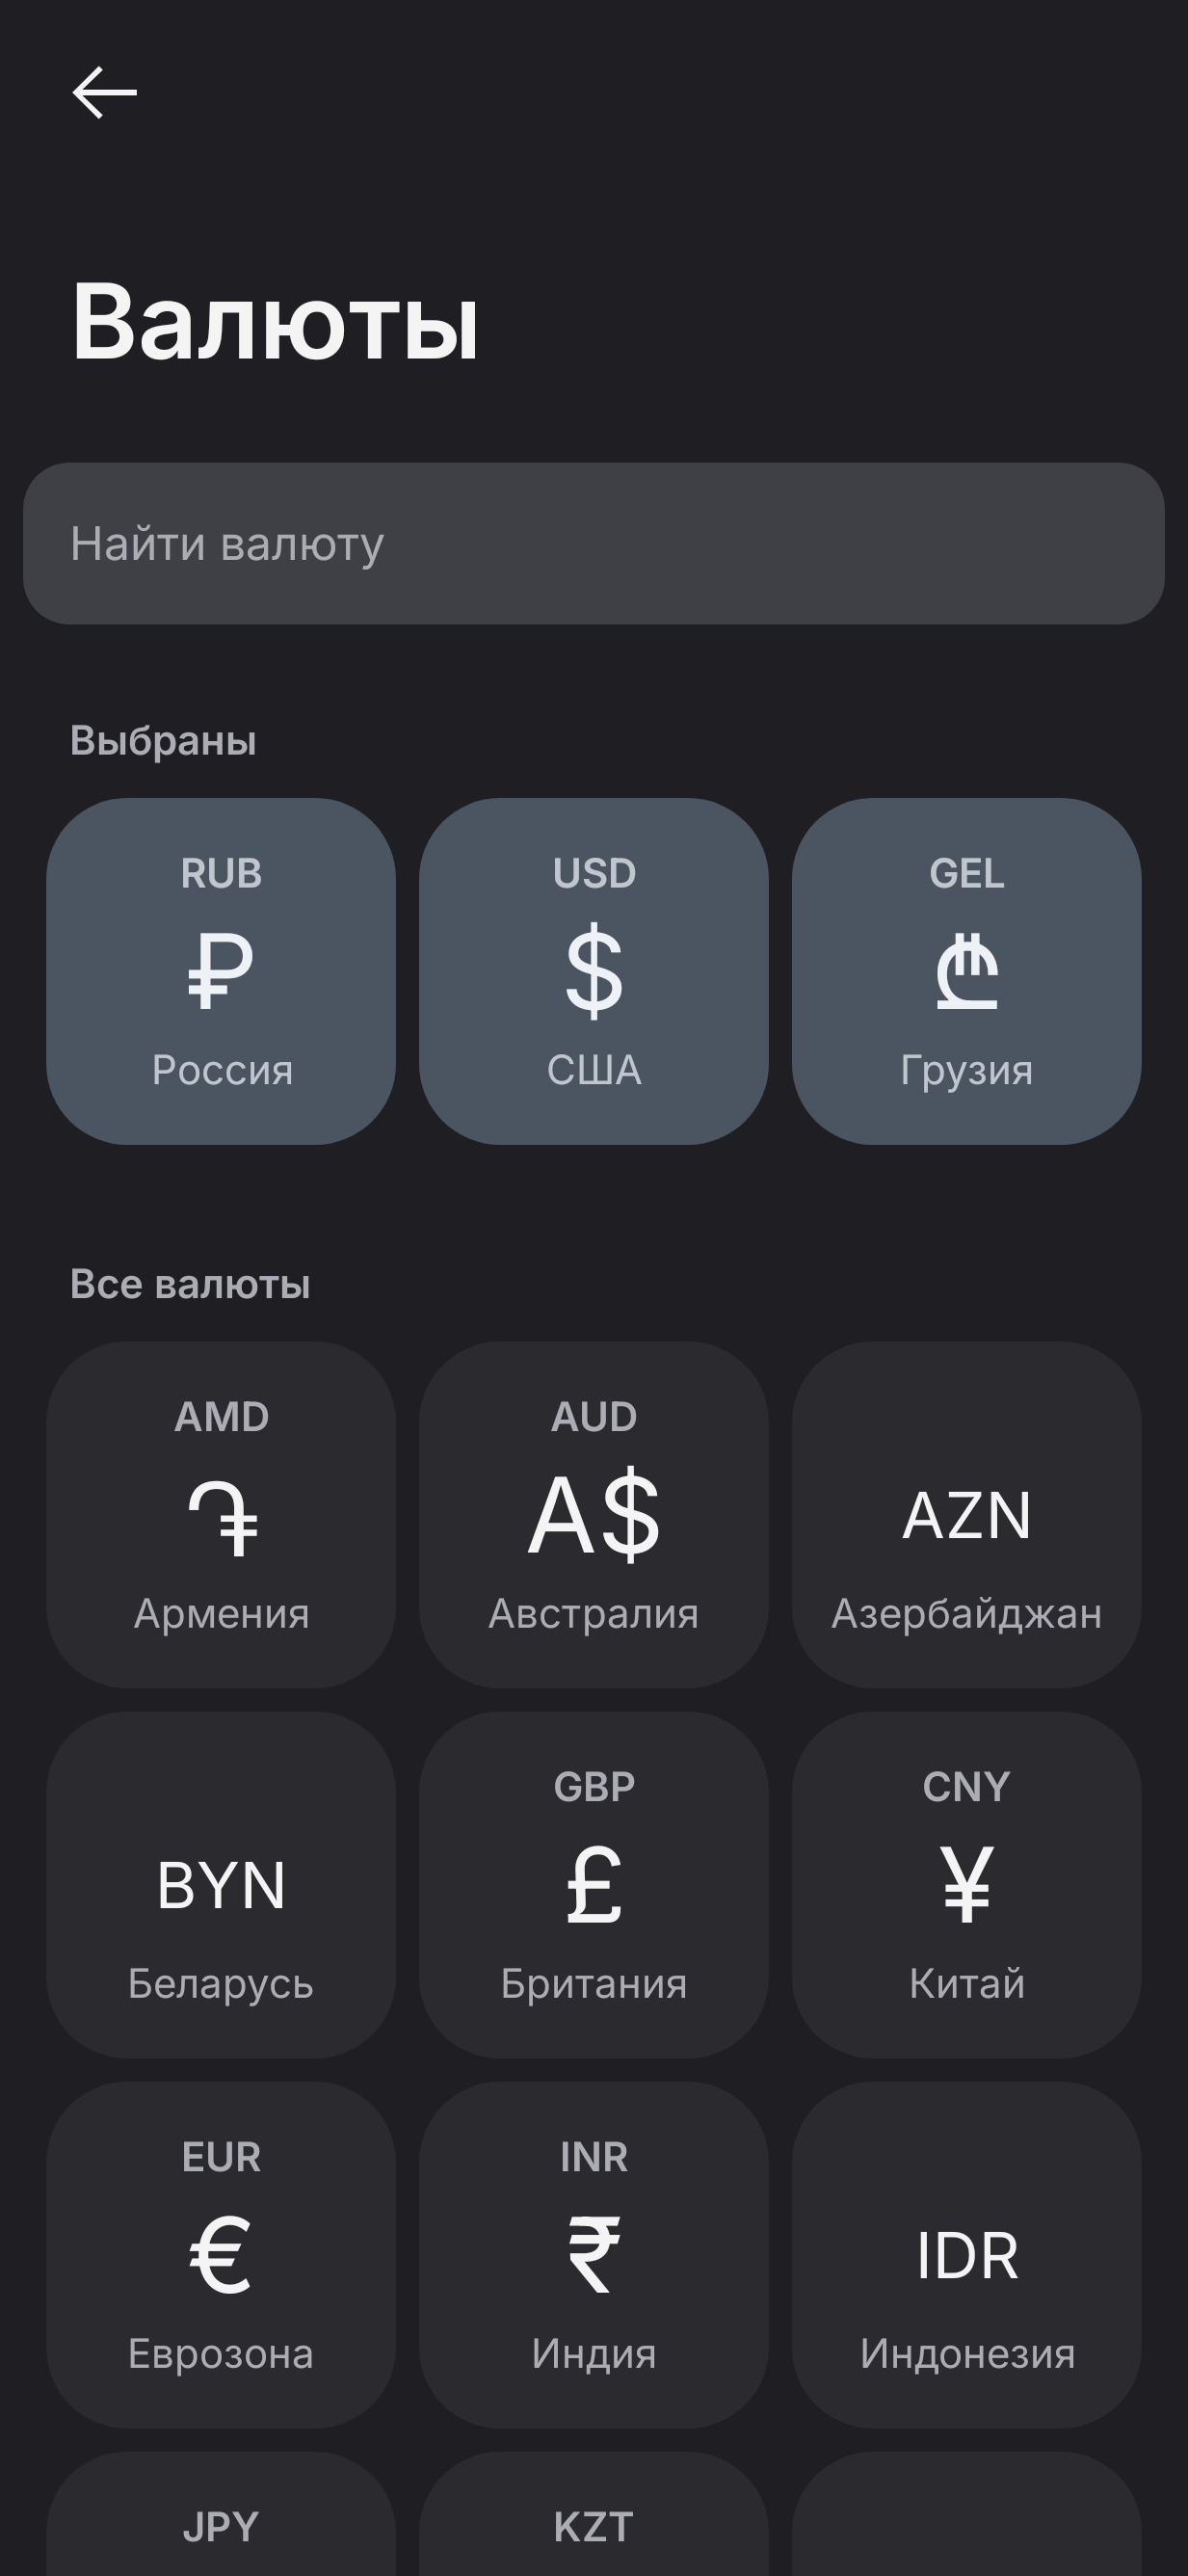 Валюты
Найти валюту
Выбраны
RUB USD GEL
₽ $ ₾
Россия США Грузия
Все валюты
AMD AUD
֏ A$ AZN
Армения Австралия Азербайджан
GBP CNY
BYN £ ¥
Беларусь Британия Китай
EUR INR
€ ₹ IDR
Еврозона Индия Индонезия
JPY KZT